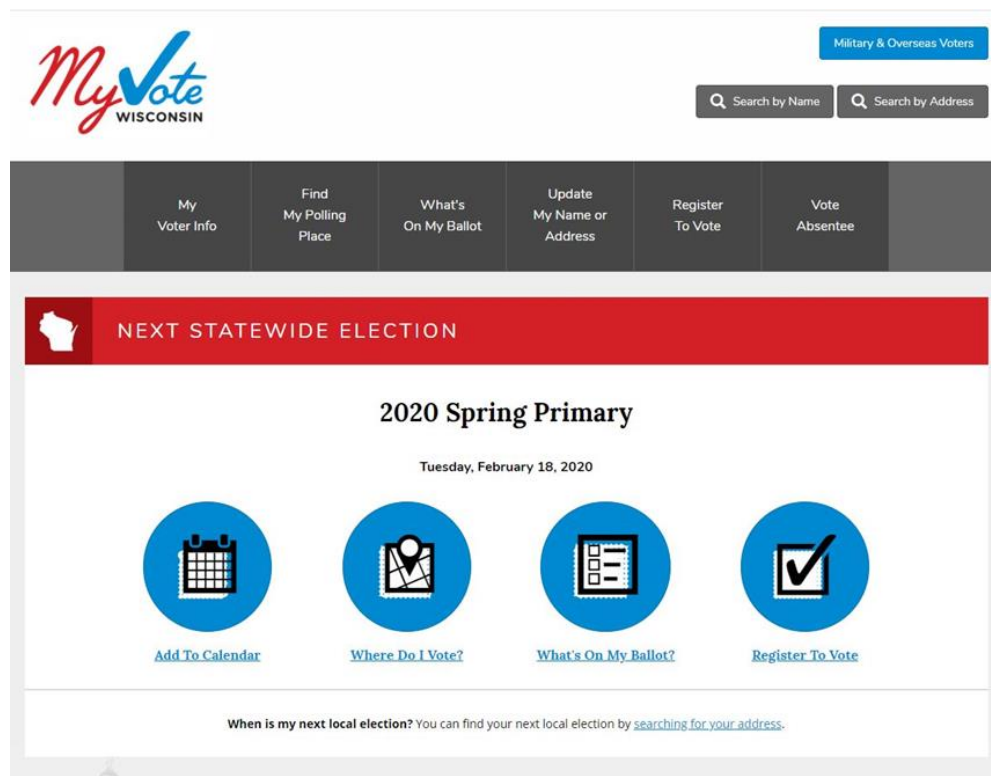 MyVote
WISCONSIN
Military & Overseas Voters
Search by Name
Search by Address
My
Voter Info
Find
My Polling
Place
What's
On My Ballot
Update
My Name or
Address
Register
To Vote
Vote
Absentee
NEXT STATEWIDE ELECTION
2020 Spring Primary
Tuesday, February 18, 2020
Add To Calendar
Where Do I Vote?
What's On My Ballot?
Register To Vote
When is my next local election? You can find your next local election by searching for your address.